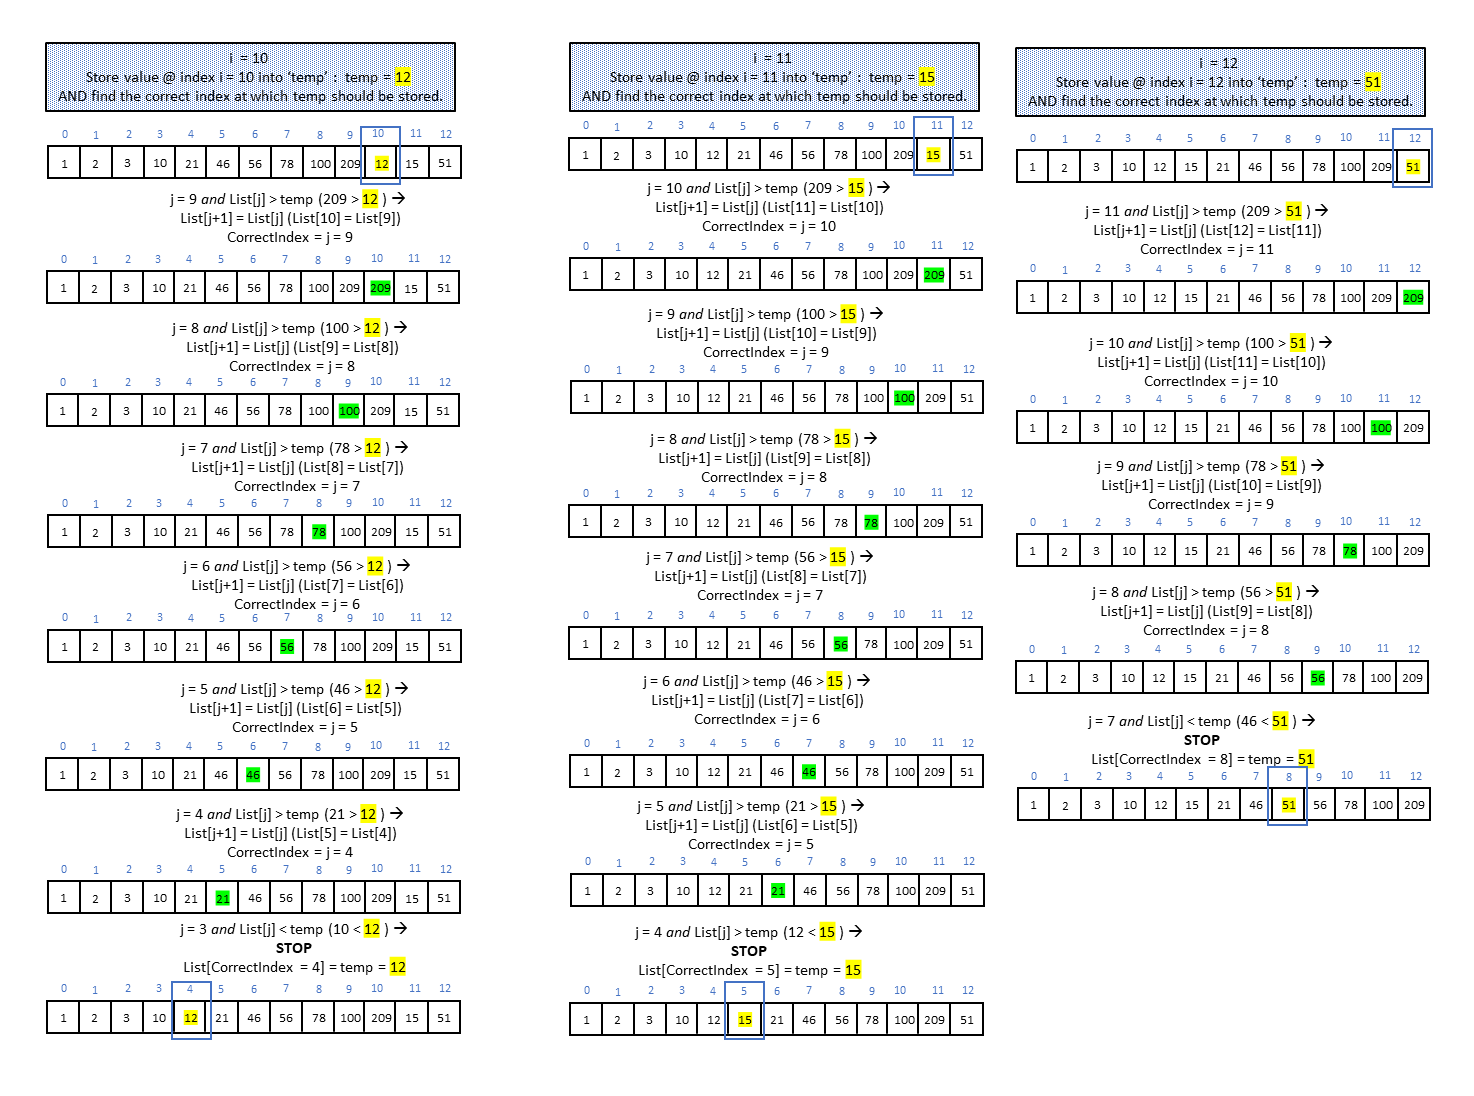 i = 10
Store value @ index i = 10 into ‘temp’ : temp = 12
AND find the correct index at which temp should be stored.
0 1 2 3 4 5 6 7 8 9 10 11 12
1 2 3 10 21 46 56 78 100 209 12 15 51
j = 9 and List[j] > temp (209 > 12 ) →
List[j+1] = List[j] (List[10] = List[9])
CorrectIndex = j = 9
0 1 2 3 4 5 6 7 8 9 10 11 12
1 2 3 10 21 46 56 78 100 209 209 15 51
j = 8 and List[j] > temp (100 > 12 ) →
List[j+1] = List[j] (List[9] = List[8])
CorrectIndex = j = 8
0 1 2 3 4 5 6 7 8 9 10 11 12
1 2 3 10 21 46 56 78 100 100 209 15 51
j = 7 and List[j] > temp (78 > 12 ) →
List[j+1] = List[j] (List[8] = List[7])
CorrectIndex = j = 7
0 1 2 3 4 5 6 7 8 9 10 11 12
1 2 3 10 21 46 56 78 78 100 209 15 51
j = 6 and List[j] > temp (56 > 12 ) →
List[j+1] = List[j] (List[7] = List[6])
CorrectIndex = j = 6
0 1 2 3 4 5 6 7 8 9 10 11 12
1 2 3 10 21 46 56 56 78 100 209 15 51
j = 5 and List[j] > temp (46 > 12 ) →
List[j+1] = List[j] (List[6] = List[5])
CorrectIndex = j = 5
0 1 2 3 4 5 6 7 8 9 10 11 12
1 2 3 10 21 46 46 56 78 100 209 15 51
j = 4 and List[j] > temp (21 > 12 ) →
List[j+1] = List[j] (List[5] = List[4])
CorrectIndex = j = 4
0 1 2 3 4 5 6 7 8 9 10 11 12
1 2 3 10 21 21 46 56 78 100 209 15 51
j = 3 and List[j] < temp (10 < 12 ) →
STOP
List[CorrectIndex = 4] = temp = 12
0 1 2 3 4 5 6 7 8 9 10 11 12
1 2 3 10 12 21 46 56 78 100 209 15 51
i = 11
Store value @ index i = 11 into ‘temp’ : temp = 15
AND find the correct index at which temp should be stored.
0 1 2 3 4 5 6 7 8 9 10 11 12
1 2 3 10 12 21 46 56 78 100 209 15 51
j = 10 and List[j] > temp (209 > 15 ) →
List[j+1] = List[j] (List[11] = List[10])
CorrectIndex = j = 10
0 1 2 3 4 5 6 7 8 9 10 11 12
1 2 3 10 12 21 46 56 78 100 209 209 51
j = 9 and List[j] > temp (100 > 15 ) →
List[j+1] = List[j] (List[10] = List[9])
CorrectIndex = j = 9
0 1 2 3 4 5 6 7 8 9 10 11 12
1 2 3 10 12 21 46 56 78 100 100 209 51
j = 8 and List[j] > temp (78 > 15 ) →
List[j+1] = List[j] (List[9] = List[8])
CorrectIndex = j = 8
0 1 2 3 4 5 6 7 8 9 10 11 12
1 2 3 10 12 21 46 56 78 78 100 209 51
j = 7 and List[j] > temp (56 > 15 ) →
List[j+1] = List[j] (List[8] = List[7])
CorrectIndex = j = 7
0 1 2 3 4 5 6 7 8 9 10 11 12
1 2 3 10 12 21 46 56 56 78 100 209 51
j = 6 and List[j] > temp (46 > 15 ) →
List[j+1] = List[j] (List[7] = List[6])
CorrectIndex = j = 6
0 1 2 3 4 5 6 7 8 9 10 11 12
1 2 3 10 12 21 46 46 56 78 100 209 51
j = 5 and List[j] > temp (21 > 15 ) →
List[j+1] = List[j] (List[6] = List[5])
CorrectIndex = j = 5
0 1 2 3 4 5 6 7 8 9 10 11 12
1 2 3 10 12 21 21 46 56 78 100 209 51
j = 4 and List[j] > temp (12 < 15 ) →
STOP
List[CorrectIndex = 5] = temp = 15
0 1 2 3 4 5 6 7 8 9 10 11 12
1 2 3 10 12 15 21 46 56 78 100 209 51
i = 12
Store value @ index i = 12 into ‘temp’ : temp = 51
AND find the correct index at which temp should be stored.
0 1 2 3 4 5 6 7 8 9 10 11 12
1 2 3 10 12 15 21 46 56 78 100 209 51
j = 11 and List[j] > temp (209 > 51 ) →
List[j+1] = List[j] (List[12] = List[11])
CorrectIndex = j = 11
0 1 2 3 4 5 6 7 8 9 10 11 12
1 2 3 10 12 15 21 46 56 78 100 209 209
j = 10 and List[j] > temp (100 > 51 ) →
List[j+1] = List[j] (List[11] = List[10])
CorrectIndex = j = 10
0 1 2 3 4 5 6 7 8 9 10 11 12
1 2 3 10 12 15 21 46 56 78 100 100 209
j = 9 and List[j] > temp (78 > 51 ) →
List[j+1] = List[j] (List[10] = List[9])
CorrectIndex = j = 9
0 1 2 3 4 5 6 7 8 9 10 11 12
1 2 3 10 12 15 21 46 56 78 78 100 209
j = 8 and List[j] > temp (56 > 51 ) →
List[j+1] = List[j] (List[9] = List[8])
CorrectIndex = j = 8
0 1 2 3 4 5 6 7 8 9 10 11 12
1 2 3 10 12 15 21 46 56 56 78 100 209
j = 7 and List[j] < temp (46 < 51 ) →
STOP
List[CorrectIndex = 8] = temp = 51
0 1 2 3 4 5 6 7 8 9 10 11 12
1 2 3 10 12 15 21 46 51 56 78 100 209